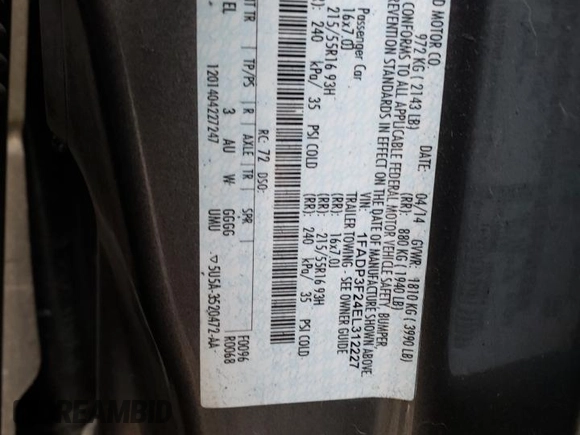 D MOTOR CO.
DATE: 04/14 GVWR: 1810 KG ( 3990 LB)
972 KG ( 2143 LB) (RR): 880 KG ( 1940 LB)
CONFORMS TO ALL APPLICABLE FEDERAL MOTOR VEHICLE SAFETY, BUMPER,
EVENTION STANDARDS IN EFFECT ON THE DATE OF MANUFACTURE SHOWN ABOVE.
VIN: 1FADP3F24EL312227
Passenger Car TRAILER TOWING - SEE OWNER GUIDE
16x7.0J (RR): 16x7.0J
215/55R16 93H (RR): 215/55R16 93H
240 kPa/ 35 PSI COLD (RR): 240 kPa/ 35 PSI COLD
RC: 72 DSO: F0096
R0068
TR TP/PS R AXLE TR SPR
EL 3 AU W GGGG UMU
1201404227247 5U5A-3520472-AA
DREAMBID